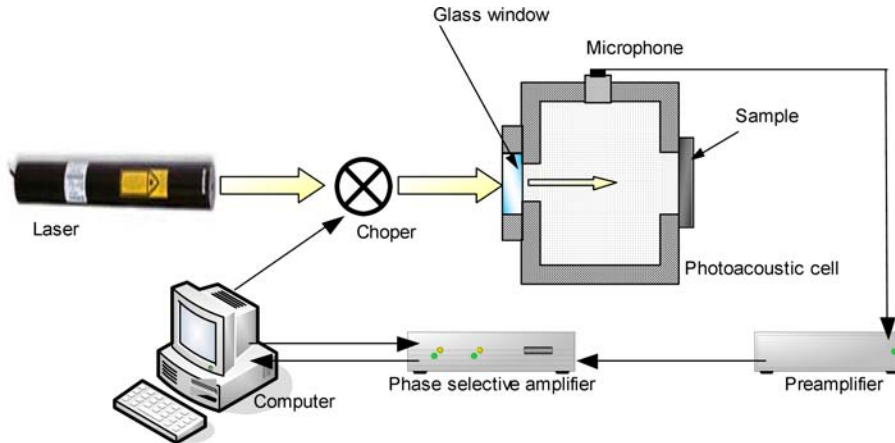 Glass window
Microphone
Sample
Laser
Choper
Photoacoustic cell
Computer
Phase selective amplifier
Preamplifier